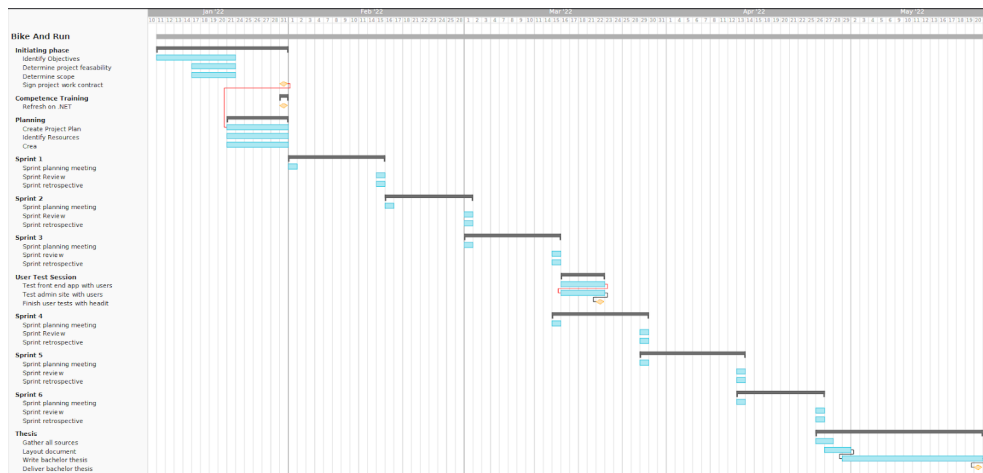 Jan '22 Feb '22 Mar '22 Apr '22 May '22
Bike And Run
Initiating phase
Identify Objectives
Determine project feasability
Determine scope
Sign project work contract
Competence Training
Refresh on .NET
Planning
Create Project Plan
Identify Resources
Crea
Sprint 1
Sprint planning meeting
Sprint Review
Sprint retrospective
Sprint 2
Sprint planning meeting
Sprint Review
Sprint retrospective
Sprint 3
Sprint planning meeting
Sprint review
Sprint retrospective
User Test Session
Test front end app with users
Test admin site with users
Finish user tests with headit
Sprint 4
Sprint planning meeting
Sprint Review
Sprint retrospective
Sprint 5
Sprint planning meeting
Sprint review
Sprint retrospective
Sprint 6
Sprint planning meeting
Sprint review
Sprint retrospective
Thesis
Gather all sources
Layout document
Write bachelor thesis
Deliver bachelor thesis